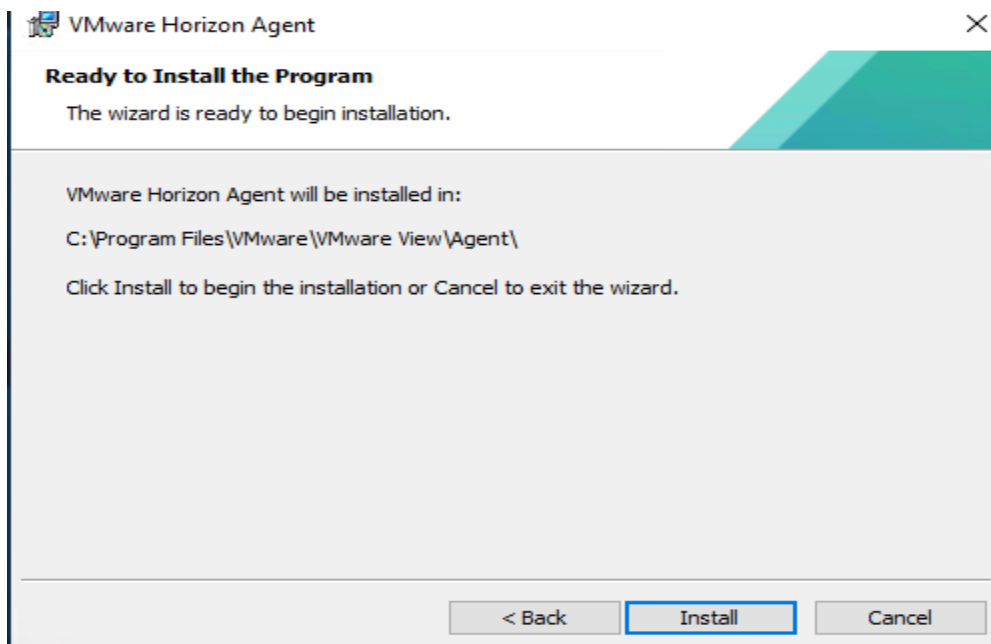 VMware Horizon Agent
Ready to Install the Program
The wizard is ready to begin installation.
VMware Horizon Agent will be installed in:
C:\Program Files\VMware\VMware View\Agent\
Click Install to begin the installation or Cancel to exit the wizard.
< Back Install Cancel